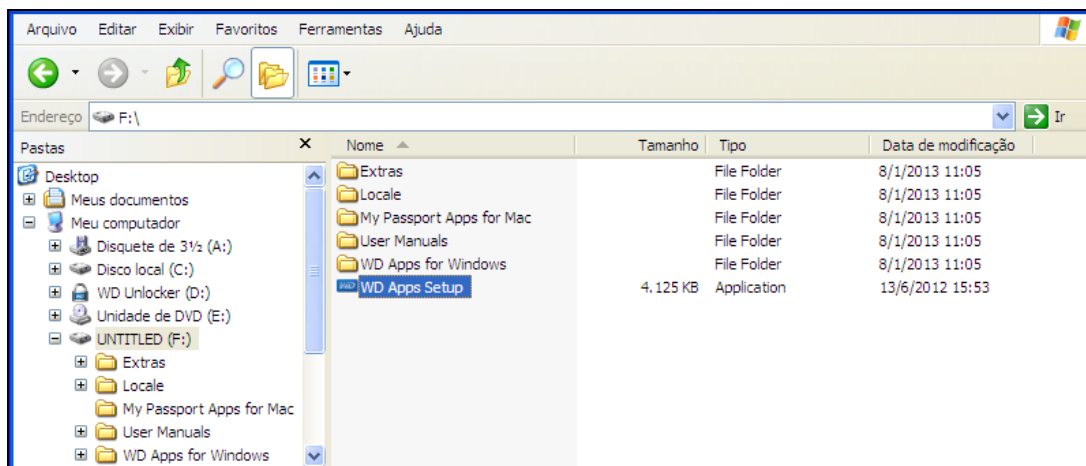 Arquivo Editar Exibir Favoritos Ferramentas Ajuda
Endereço F:\ Ir
Pastas
Desktop
Meus documentos
Meu computador
Disquete de 3½ (A:)
Disco local (C:)
WD Unlocker (D:)
Unidade de DVD (E:)
UNTITLED (F:)
Extras
Locale
My Passport Apps for Mac
User Manuals
WD Apps for Windows
Nome Tamanho Tipo Data de modificação
Extras File Folder 8/1/2013 11:05
Locale File Folder 8/1/2013 11:05
My Passport Apps for Mac File Folder 8/1/2013 11:05
User Manuals File Folder 8/1/2013 11:05
WD Apps for Windows File Folder 8/1/2013 11:05
WD WD Apps Setup 4.125 KB Application 13/6/2012 15:53